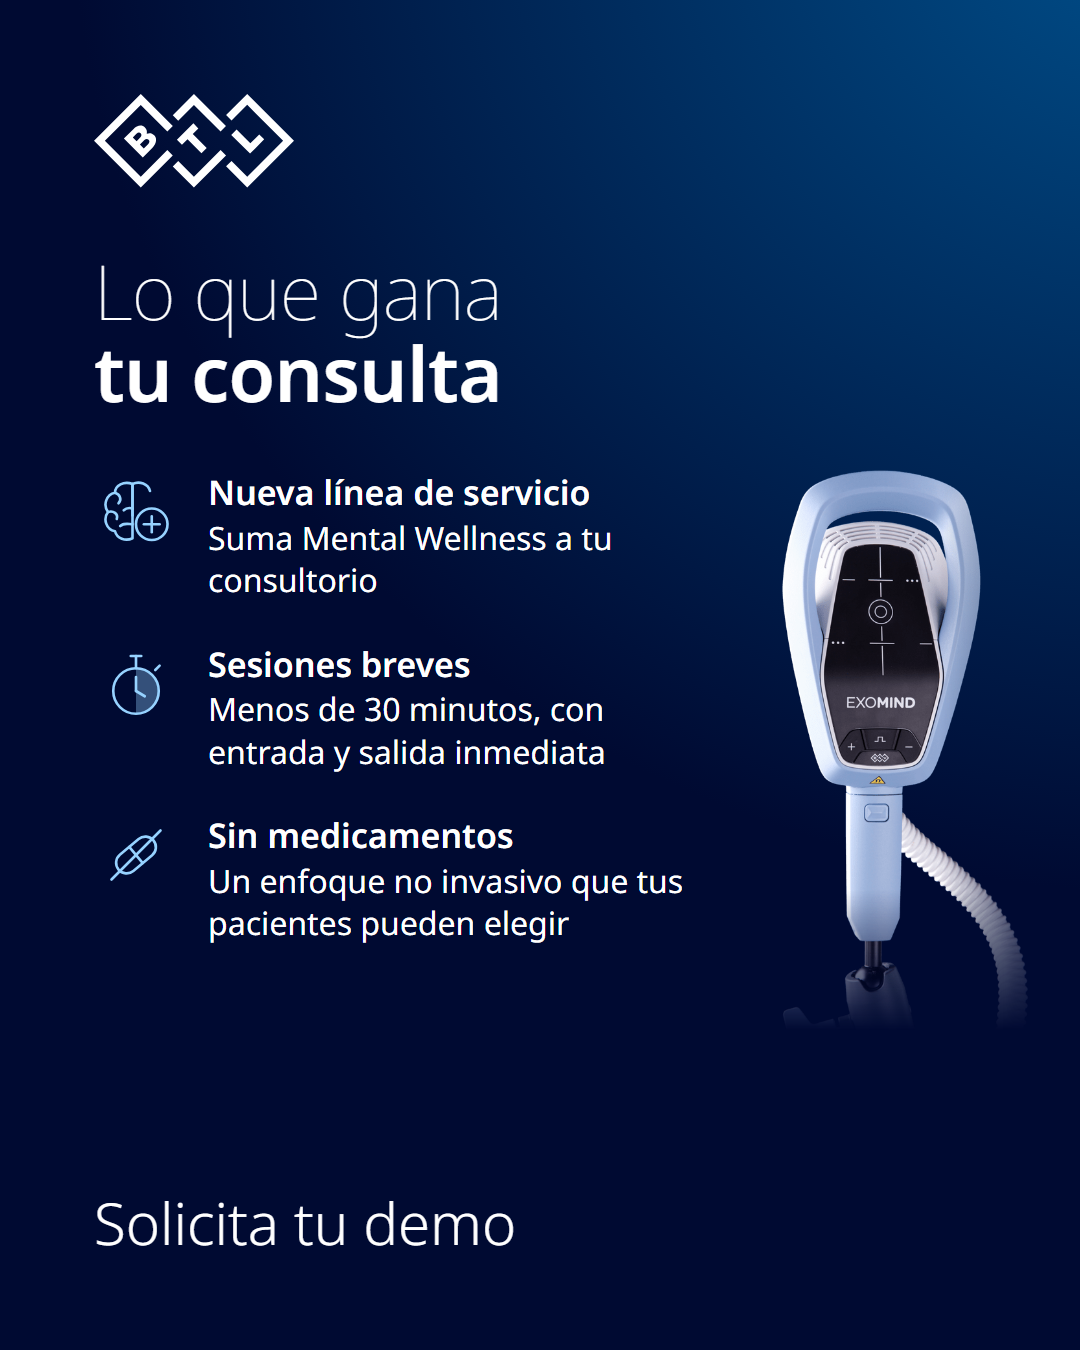 BTL
Lo que gana
tu consulta
Nueva línea de servicio
Suma Mental Wellness a tu
consultorio
Sesiones breves
Menos de 30 minutos, con
entrada y salida inmediata
Sin medicamentos
Un enfoque no invasivo que tus
pacientes pueden elegir
EXOMIND
Solicita tu demo